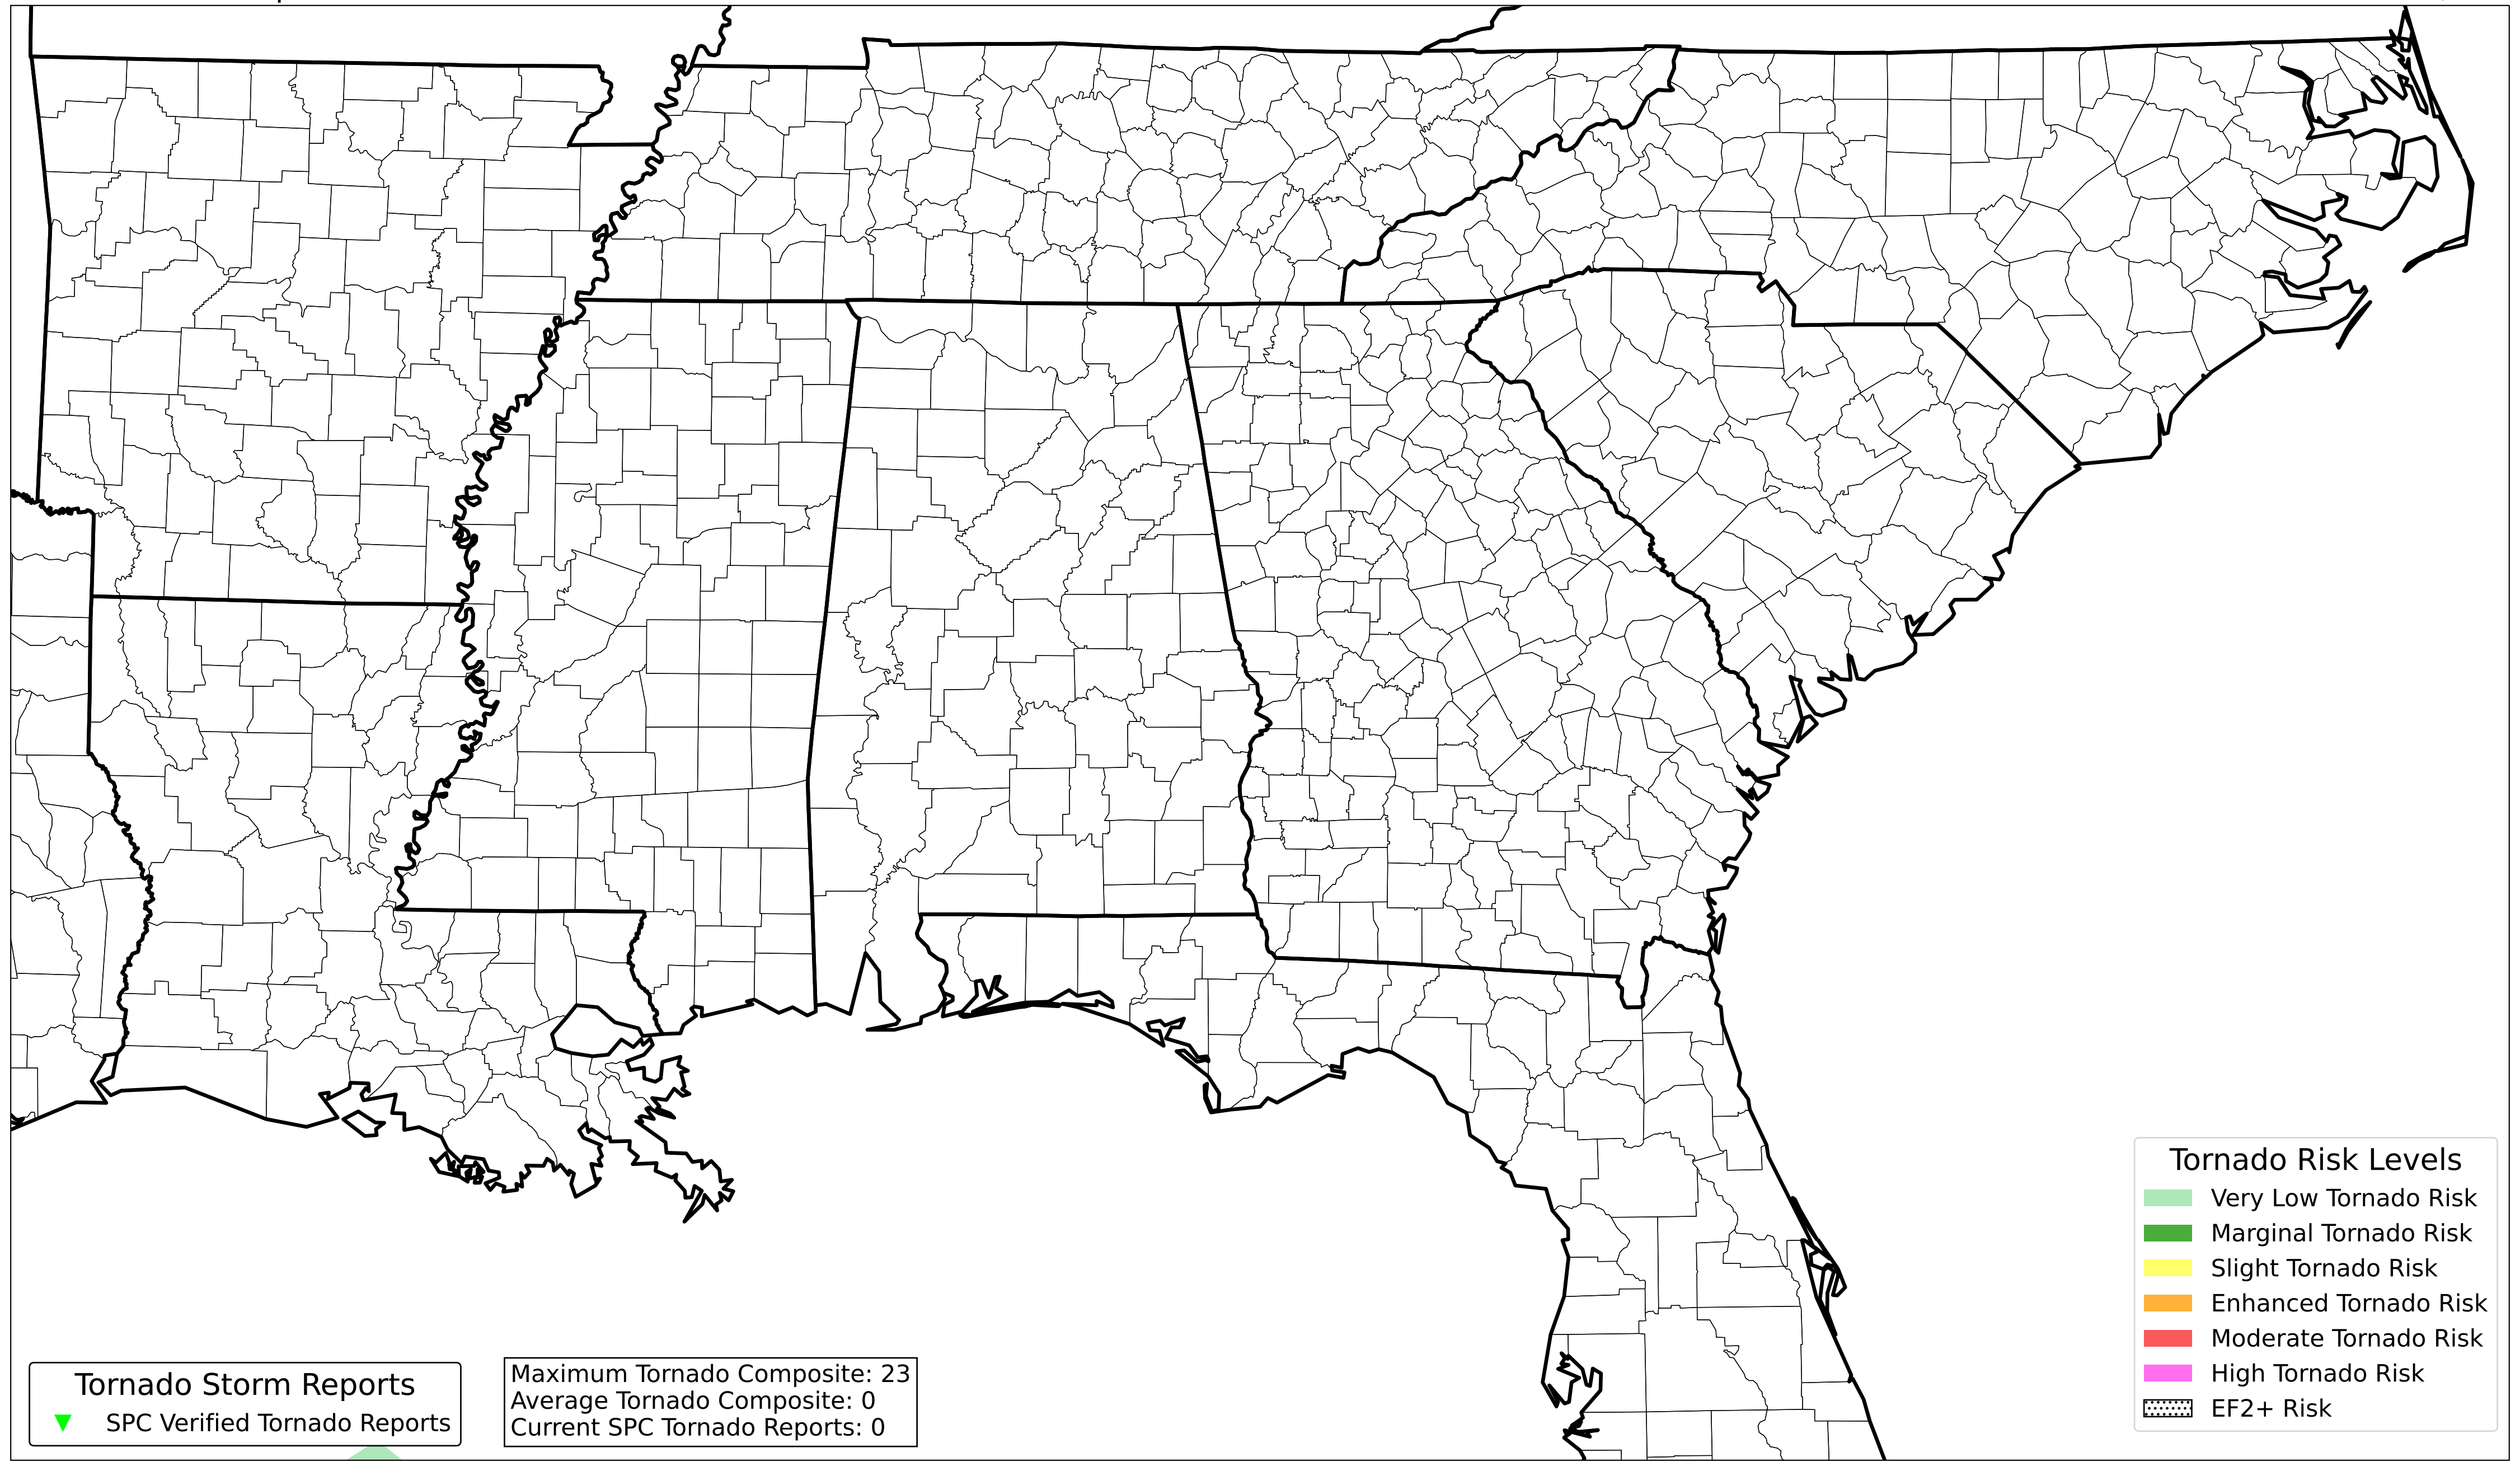 Tornado Storm Reports
SPC Verified Tornado Reports
Maximum Tornado Composite: 23
Average Tornado Composite: 0
Current SPC Tornado Reports: 0
Tornado Risk Levels
Very Low Tornado Risk
Marginal Tornado Risk
Slight Tornado Risk
Enhanced Tornado Risk
Moderate Tornado Risk
High Tornado Risk
EF2+ Risk